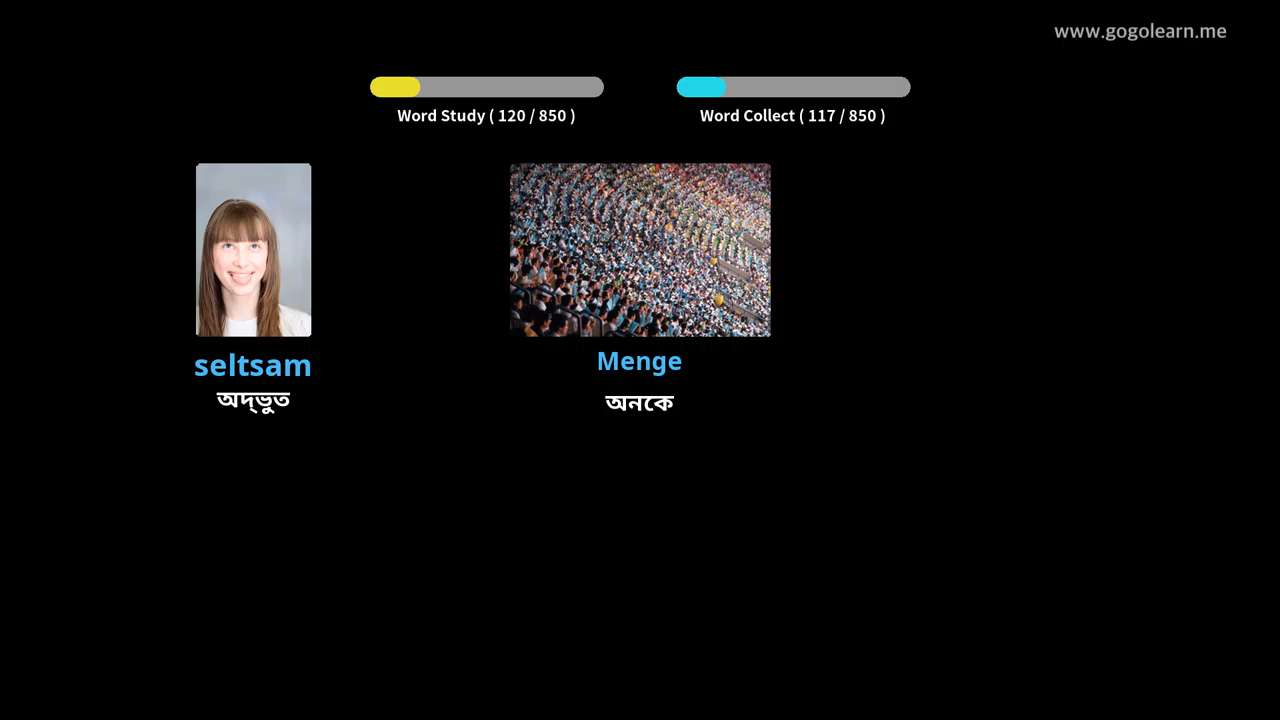 www.gogolearn.me
Word Study ( 120 / 850 )
Word Collect ( 117 / 850 )
seltsam
অদ্‌ভুত
Menge
অনকে